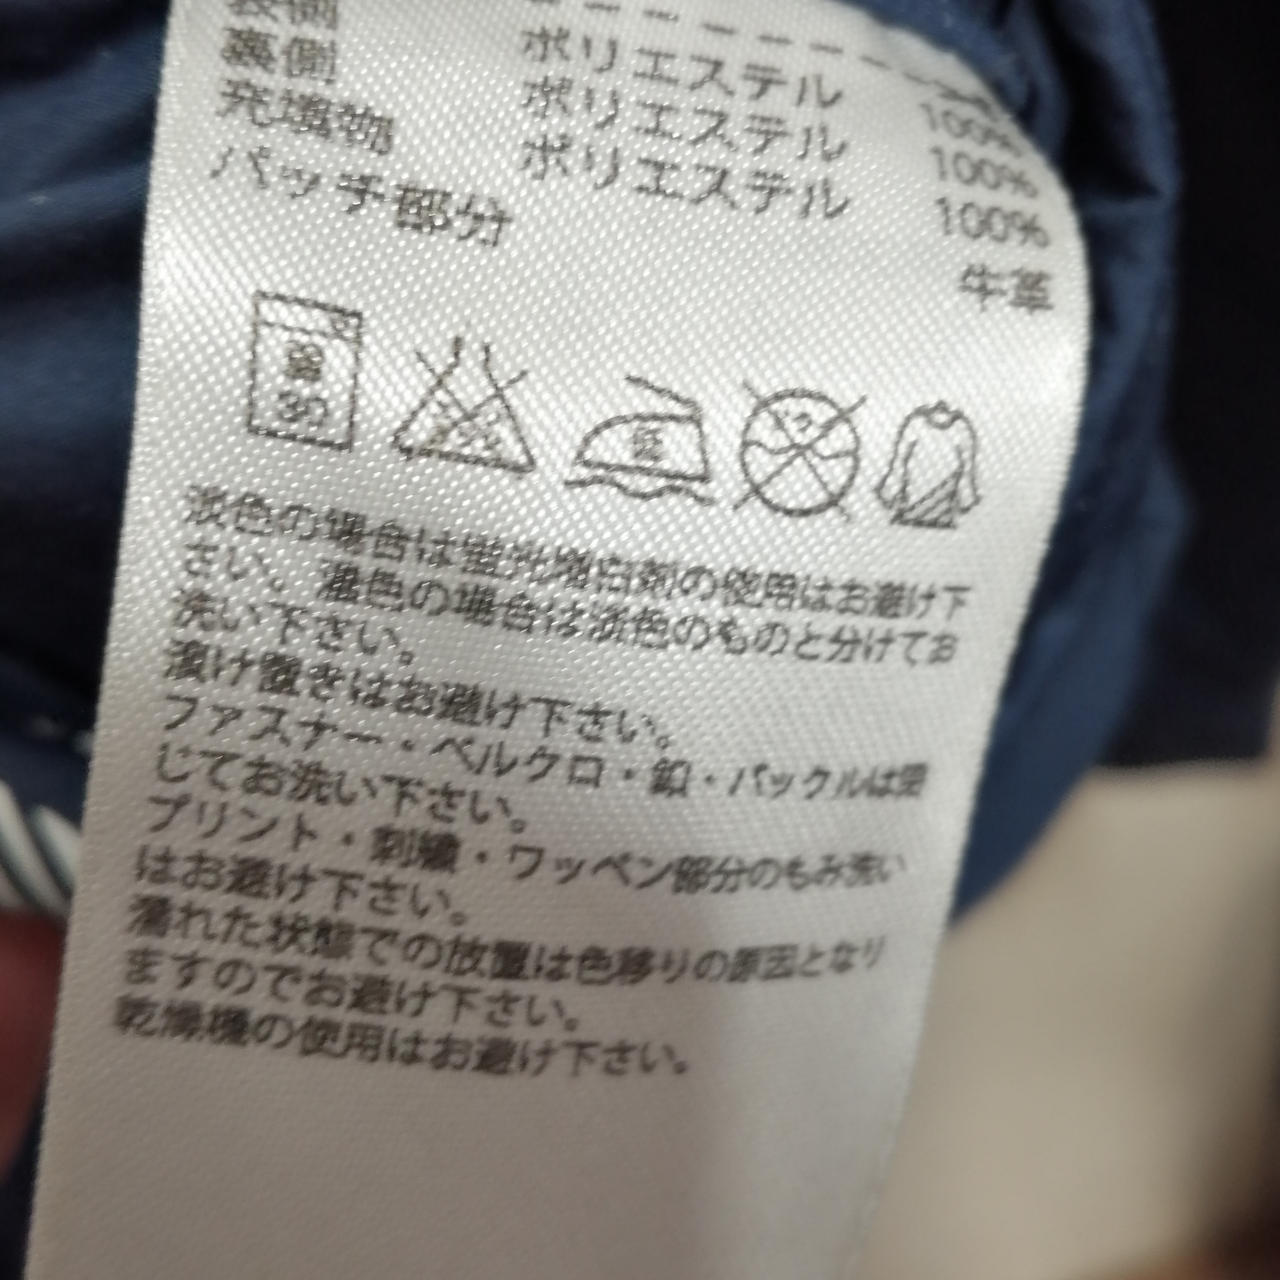 表側 ポリエステル 100%
裏側 ポリエステル 100%
充填物 ポリエステル 100%
パッチ部分 牛革
30 低
淡色の場合は蛍光増白剤の使用はお避け下
さい。濃色の場合は淡色のものと分けてお
洗い下さい。
漬け置きはお避け下さい。
ファスナー・ベルクロ・釦・バックルは閉
じてお洗い下さい。
プリント・刺繍・ワッペン部分のもみ洗い
はお避け下さい。
濡れた状態での放置は色移りの原因となり
ますのでお避け下さい。
乾燥機の使用はお避け下さい。